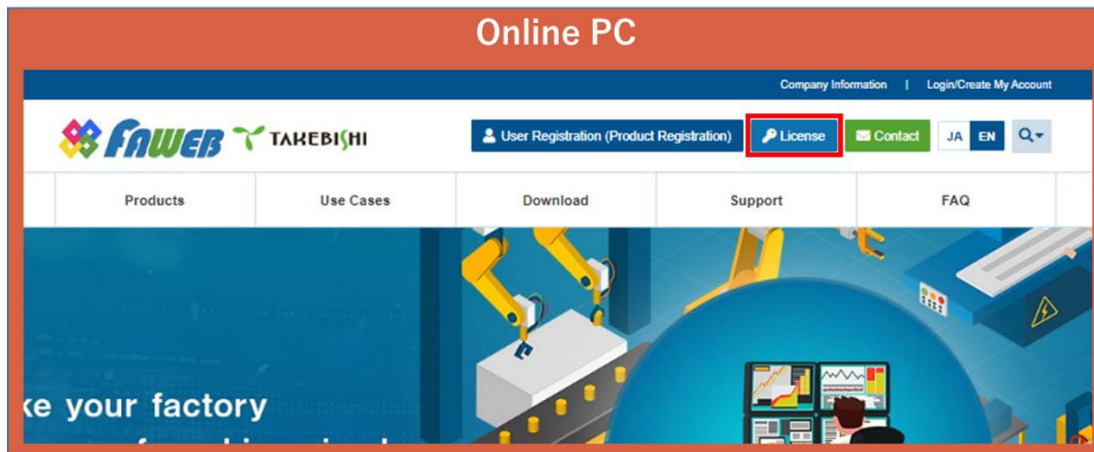 Online PC
Company Information | Login/Create My Account
FAWEB TAKEBISHI User Registration (Product Registration) License Contact JA EN
Products Use Cases Download Support FAQ
ke your factory